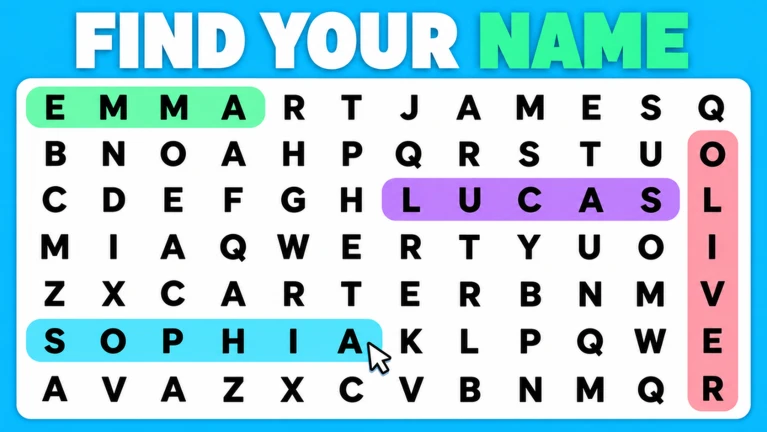 FIND YOUR NAME
E M M A R T J A M E S Q
B N O A H P Q R S T U O
C D E F G H L U C A S L
M I A Q W E R T Y U O I
Z X C A R T E R B N M V
S O P H I A K L P Q W E
A V A Z X C V B N M Q R